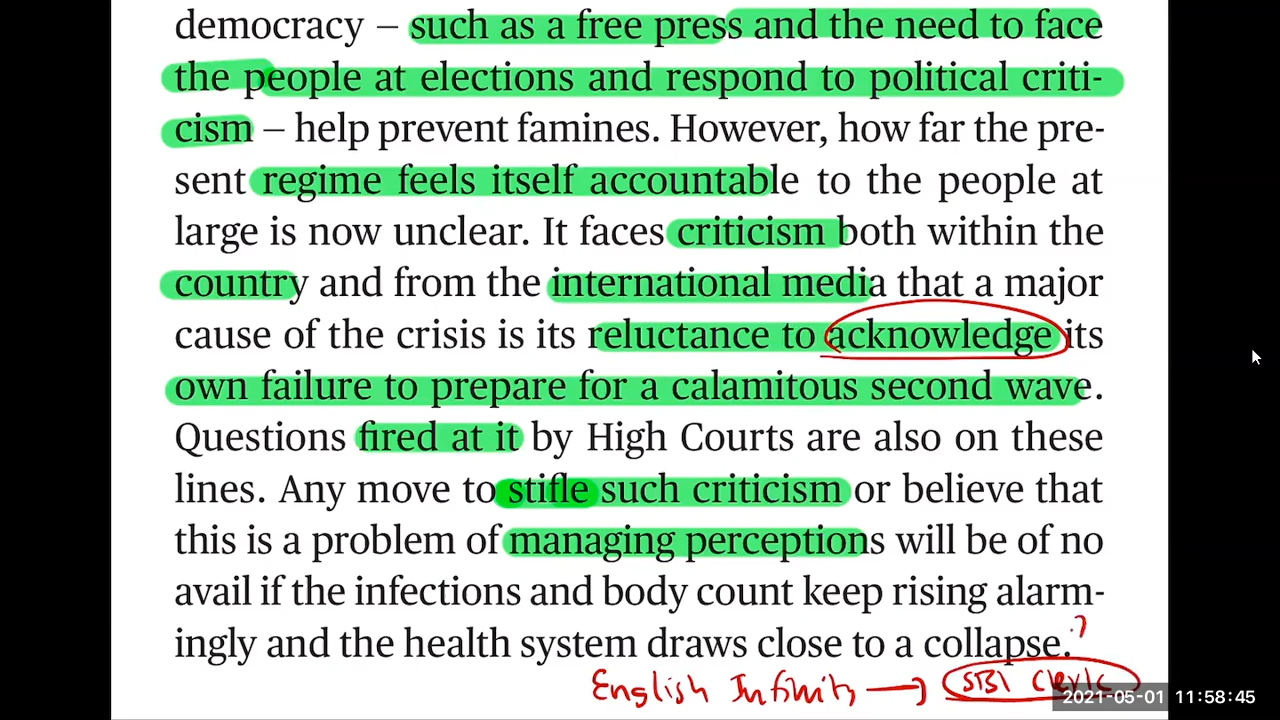 democracy – such as a free press and the need to face
the people at elections and respond to political criti-
cism – help prevent famines. However, how far the pre-
sent regime feels itself accountable to the people at
large is now unclear. It faces criticism both within the
country and from the international media that a major
cause of the crisis is its reluctance to acknowledge its
own failure to prepare for a calamitous second wave.
Questions fired at it by High Courts are also on these
lines. Any move to stifle such criticism or believe that
this is a problem of managing perceptions will be of no
avail if the infections and body count keep rising alarm-
ingly and the health system draws close to a collapse.
English Infinity → SBI Clerk
2021-05-01 11:58:45